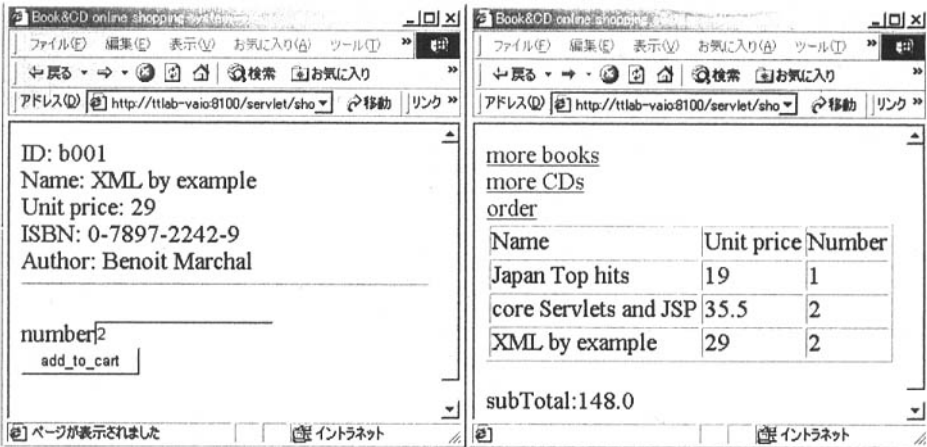 Book&CD online shopping system
ファイル(F) 編集(E) 表示(V) お気に入り(A) ツール(T) »
戻る 検索 お気に入り »
アドレス(D) http://ttlab-vaio:8100/servlet/sho 移動 リンク »
ID: b001
Name: XML by example
Unit price: 29
ISBN: 0-7897-2242-9
Author: Benoit Marchal
number 2
add_to_cart
ページが表示されました イントラネット
Book&CD online shopping
ファイル(F) 編集(E) 表示(V) お気に入り(A) ツール(T) »
戻る 検索 お気に入り »
アドレス(D) http://ttlab-vaio:8100/servlet/sho 移動 リンク »
more books
more CDs
order
Name Unit price Number
Japan Top hits 19 1
core Servlets and JSP 35.5 2
XML by example 29 2
subTotal:148.0
イントラネット